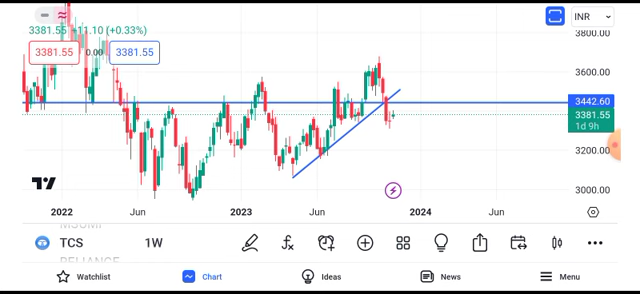 3381.55 +11.10 (+0.33%)
INR
3800.00
3381.55 0.00 3381.55
3600.00
3442.60
3381.55
1d 9h
3200.00
3000.00
2022 Jun 2023 Jun 2024 Jun
TCS 1W
RELIANCE
Watchlist Chart Ideas News Menu